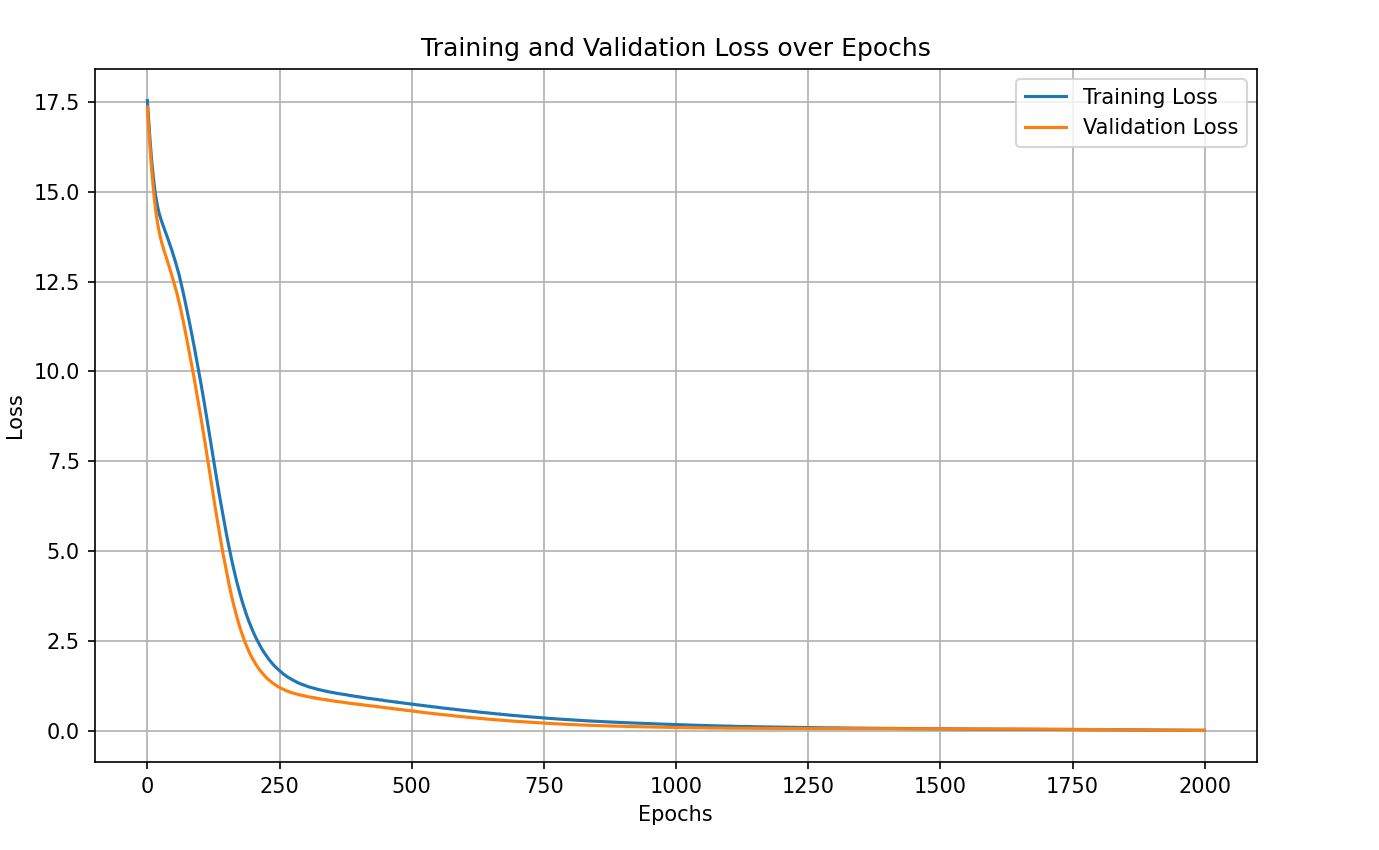 Training and Validation Loss over Epochs
Training Loss
Validation Loss
17.5
15.0
12.5
10.0
7.5
5.0
2.5
0.0
Loss
0 250 500 750 1000 1250 1500 1750 2000
Epochs